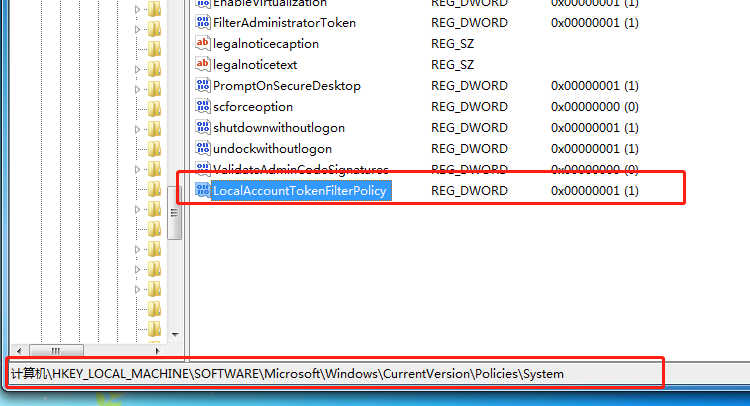 EnableVirtualization REG_DWORD 0x00000001 (1)
FilterAdministratorToken REG_DWORD 0x00000001 (1)
legalnoticecaption REG_SZ
legalnoticetext REG_SZ
PromptOnSecureDesktop REG_DWORD 0x00000001 (1)
scforceoption REG_DWORD 0x00000000 (0)
shutdownwithoutlogon REG_DWORD 0x00000001 (1)
undockwithoutlogon REG_DWORD 0x00000001 (1)
ValidateAdminCodeSignatures REG_DWORD 0x00000000 (0)
LocalAccountTokenFilterPolicy REG_DWORD 0x00000001 (1)
计算机\HKEY_LOCAL_MACHINE\SOFTWARE\Microsoft\Windows\CurrentVersion\Policies\System